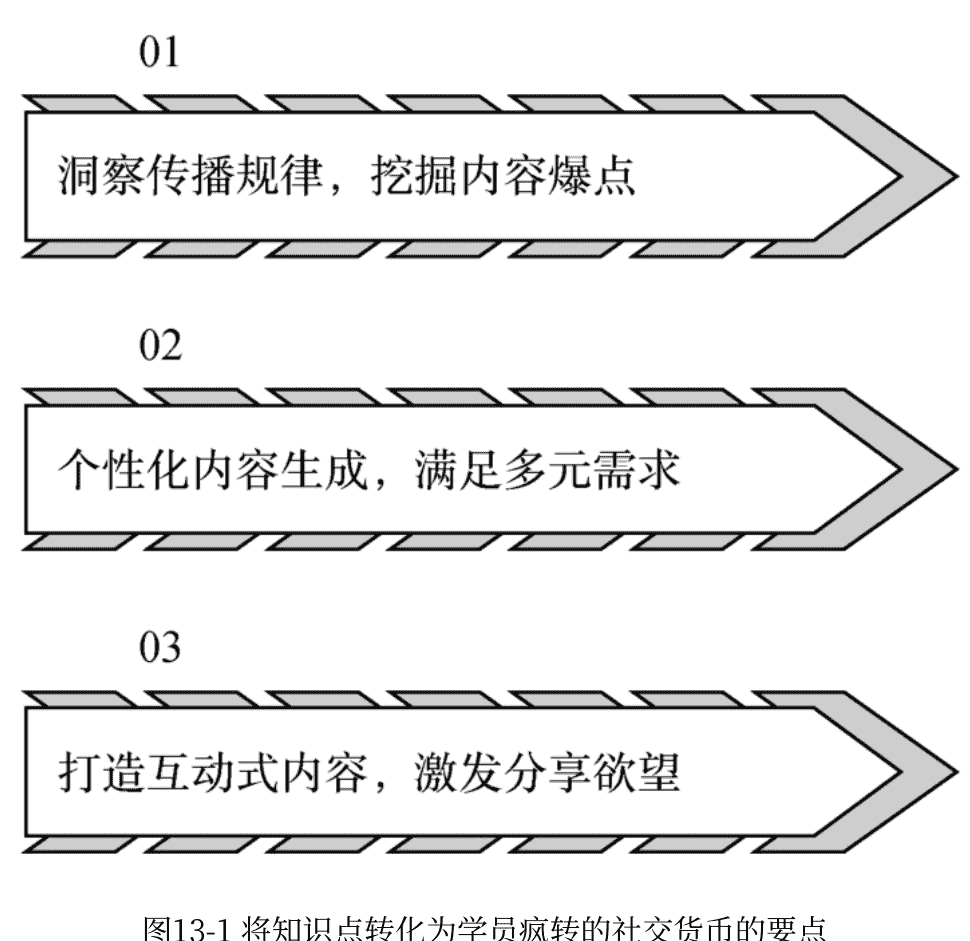 01
洞察传播规律，挖掘内容爆点
02
个性化内容生成，满足多元需求
03
打造互动式内容，激发分享欲望
图13-1 将知识点转化为学员疯转的社交货币的要点